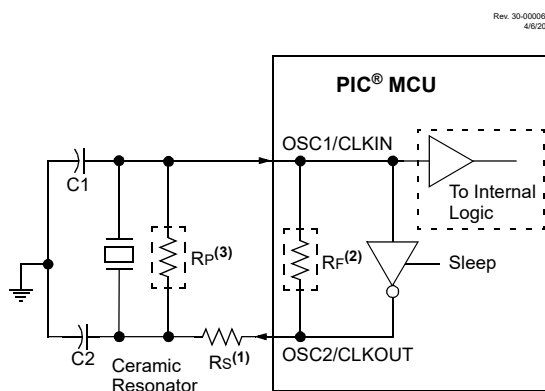 Rev. 30-00006
4/6/20
PIC® MCU
OSC1/CLKIN
C1
To Internal
Logic
RP(3)
RF(2)
Sleep
C2
Ceramic
Resonator
RS(1)
OSC2/CLKOUT